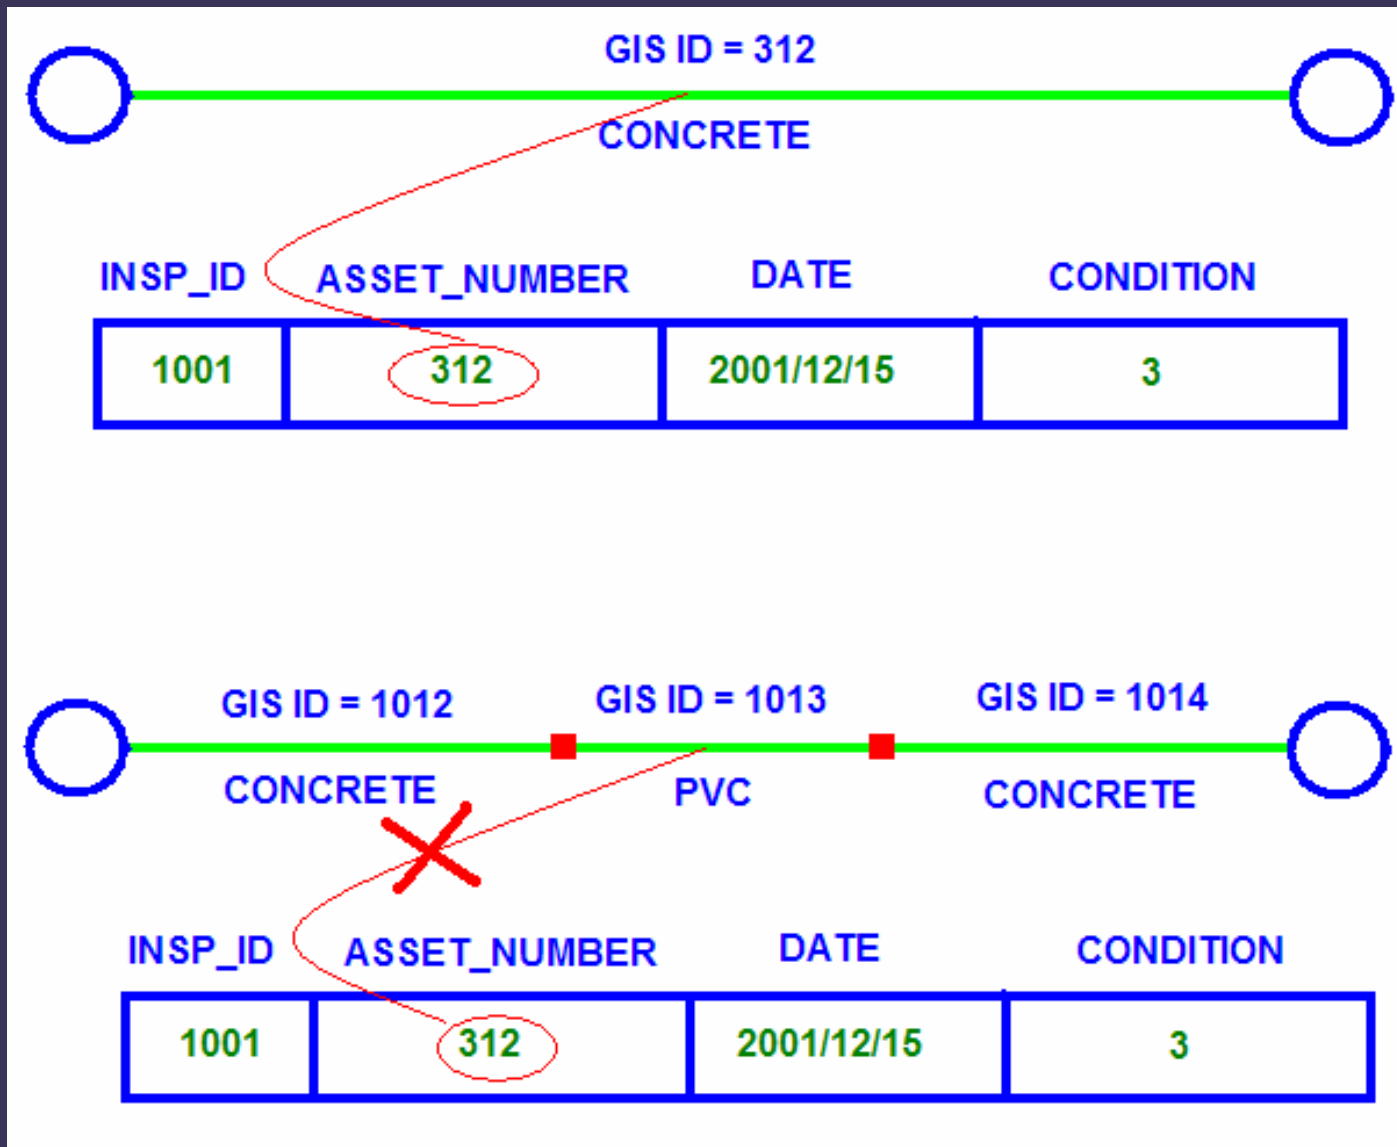 GIS ID = 312
CONCRETE
INSP_ID ASSET_NUMBER DATE CONDITION
1001 312 2001/12/15 3
GIS ID = 1012 GIS ID = 1013 GIS ID = 1014
CONCRETE PVC CONCRETE
INSP_ID ASSET_NUMBER DATE CONDITION
1001 312 2001/12/15 3